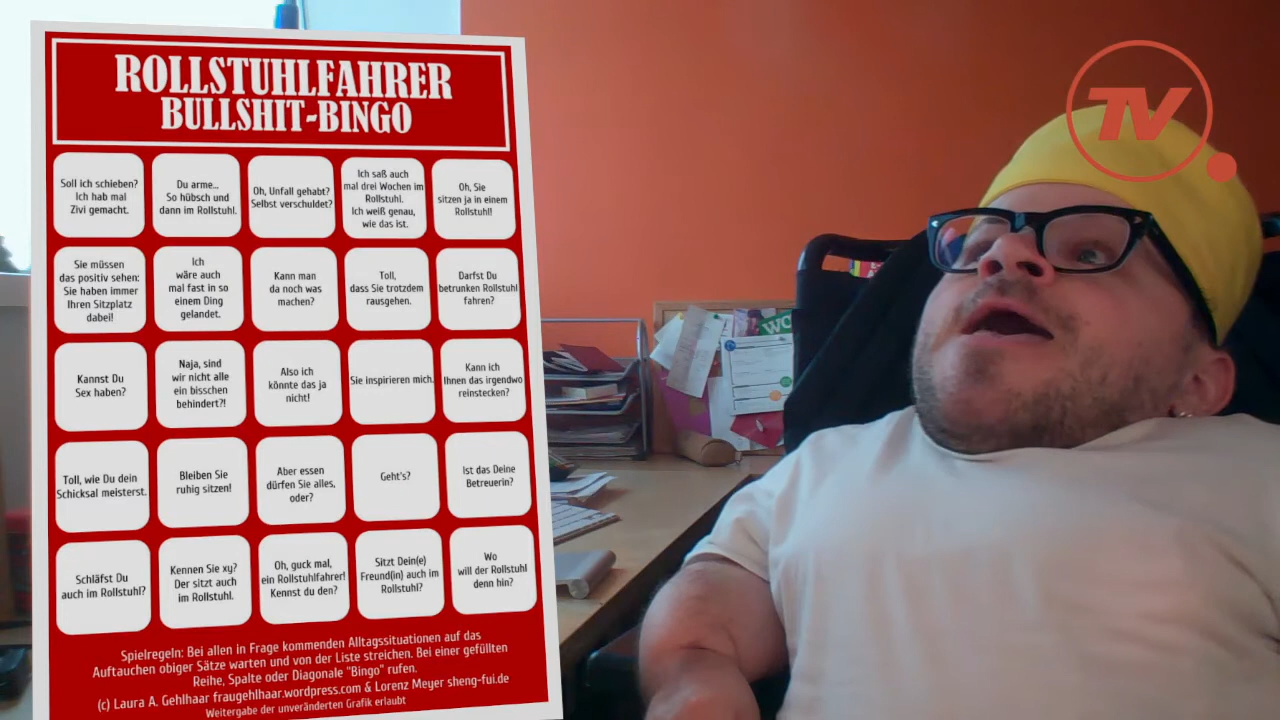 ROLLSTUHLFAHRER
BULLSHIT-BINGO
Soll ich schieben?
Ich hab mal
Zivi gemacht.
Du arme...
So hübsch und
dann im Rollstuhl.
Oh, Unfall gehabt?
Selbst verschuldet?
Ich saß auch
mal drei Wochen im
Rollstuhl.
Ich weiß genau,
wie das ist.
Oh, Sie
sitzen ja in einem
Rollstuhl!
Sie müssen
das positiv sehen:
Sie haben immer
Ihren Sitzplatz
dabei!
Ich
wäre auch
mal fast in so
einem Ding
gelandet.
Kann man
da noch was
machen?
Toll,
dass Sie trotzdem
rausgehen.
Darfst Du
betrunken Rollstuhl
fahren?
Kannst Du
Sex haben?
Naja, sind
wir nicht alle
ein bisschen
behindert?!
Also ich
könnte das ja
nicht!
Sie inspirieren mich.
Kann ich
Ihnen das irgendwo
reinstecken?
Toll, wie Du dein
Schicksal meisterst.
Bleiben Sie
ruhig sitzen!
Aber essen
dürfen Sie alles,
oder?
Geht's?
Ist das Deine
Betreuerin?
Schläfst Du
auch im Rollstuhl?
Kennen Sie xy?
Der sitzt auch
im Rollstuhl.
Oh, guck mal,
ein Rollstuhlfahrer!
Kennst du den?
Sitzt Dein(e)
Freund(in) auch im
Rollstuhl?
Wo
will der Rollstuhl
denn hin?
Spielregeln: Bei allen in Frage kommenden Alltagssituationen auf das
Auftauchen obiger Sätze warten und von der Liste streichen. Bei einer gefüllten
Reihe, Spalte oder Diagonale "Bingo" rufen.
(c) Laura A. Gehlhaar fraugehlhaar.wordpress.com & Lorenz Meyer sheng-fui.de
Weitergabe der unveränderten Grafik erlaubt
TV
WO